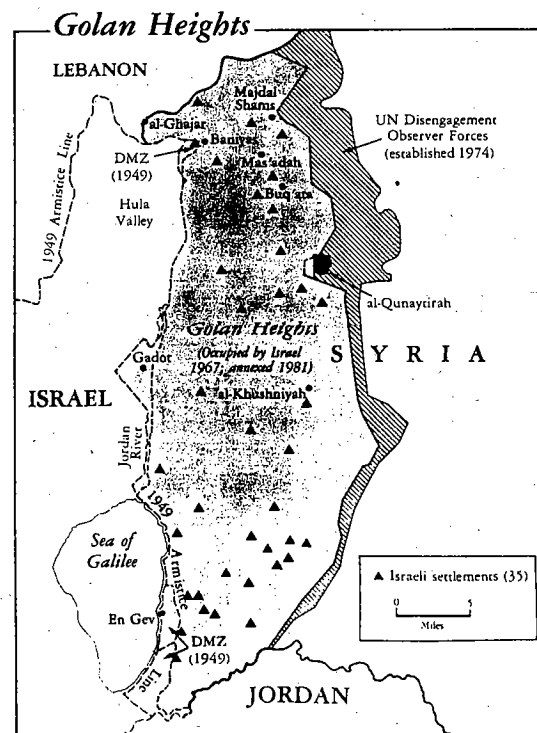 Golan Heights
LEBANON
Majdal
Shams
al-Ghajar
UN Disengagement
Observer Forces
(established 1974)
Baniyas
DMZ
(1949)
Mas'adah
Buq'ata
Hula
Valley
1949 Armistice Line
al-Qunaytirah
Golan Heights
(Occupied by Israel
1967; annexed 1981)
SYRIA
Gadot
ISRAEL
al-Khushniyah
Jordan
River
1949
Armistice
Line
Sea of
Galilee
En Gev
DMZ
(1949)
Israeli settlements (35)
0 5
Miles
JORDAN